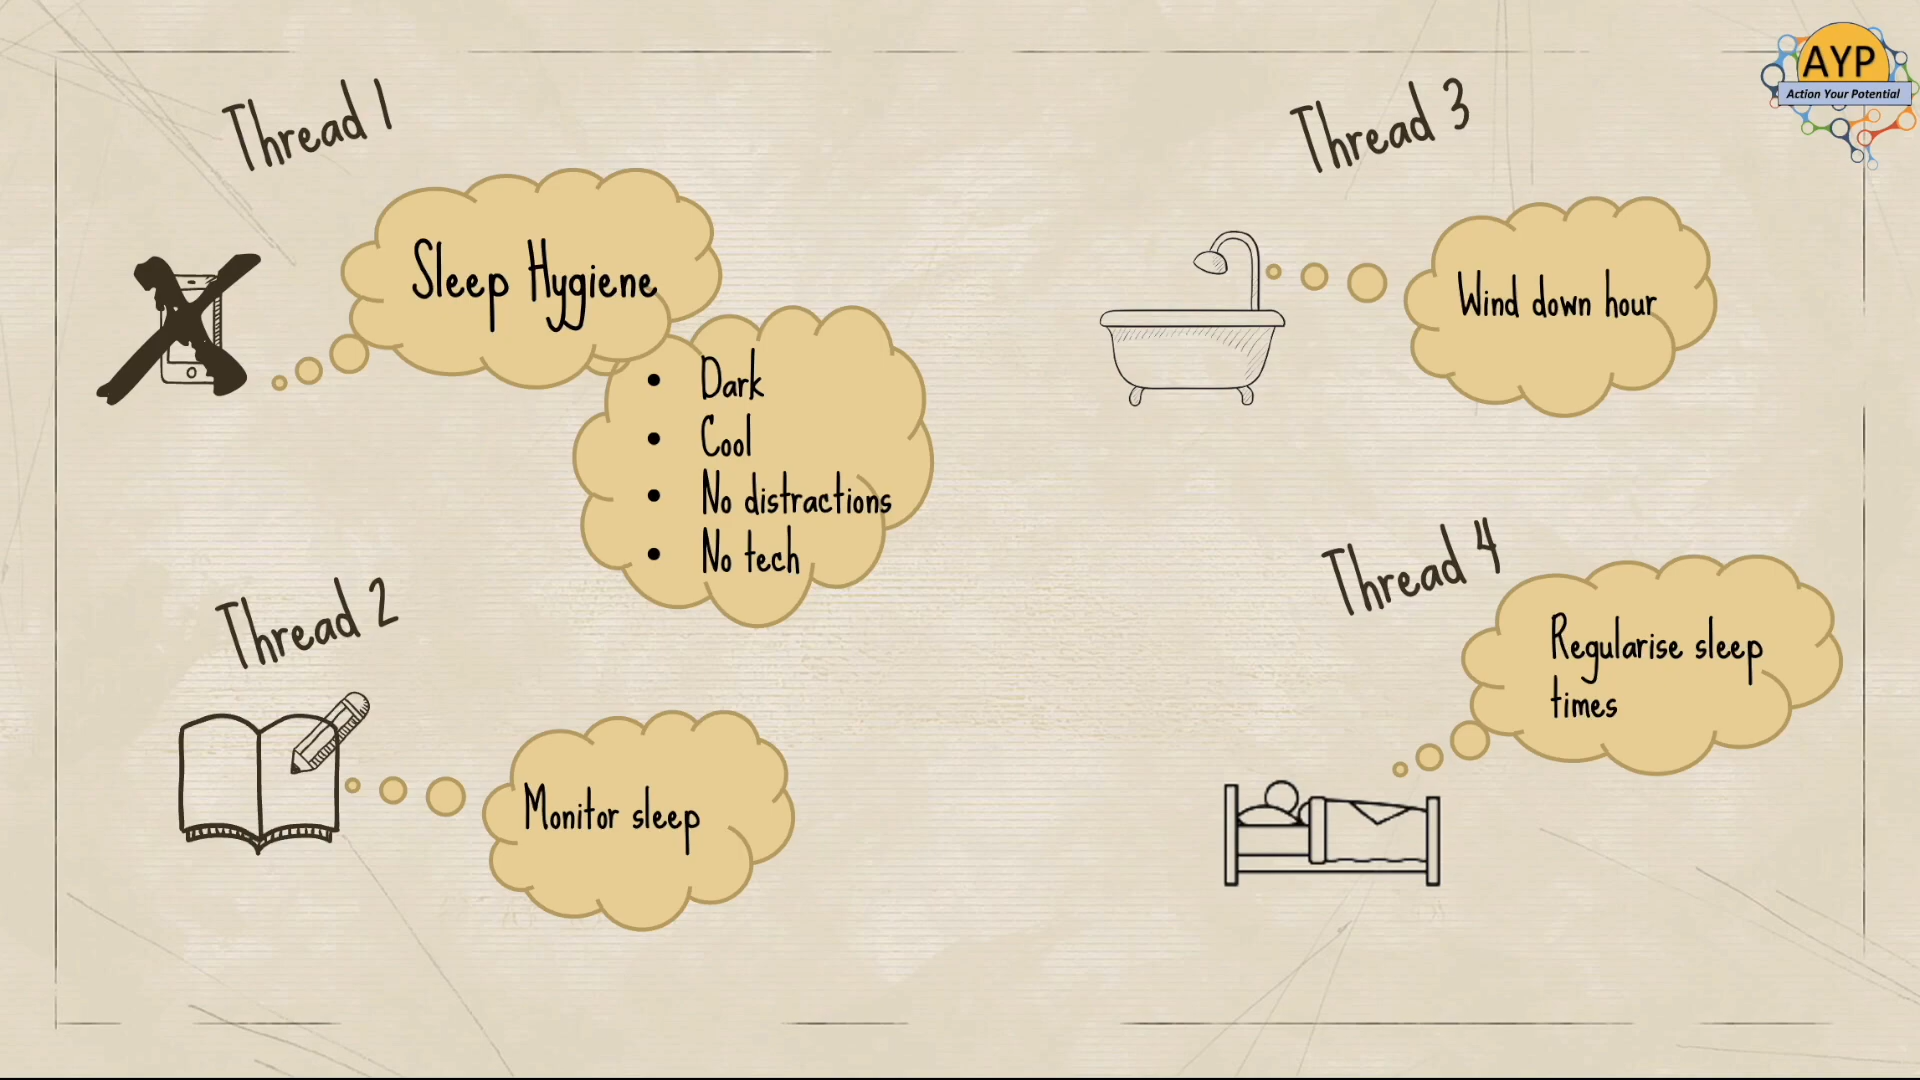 Thread 1
Sleep Hygiene
• Dark
• Cool
• No distractions
• No tech
Thread 2
Monitor sleep
Thread 3
Wind down hour
Thread 4
Regularise sleep
times
AYP
Action Your Potential